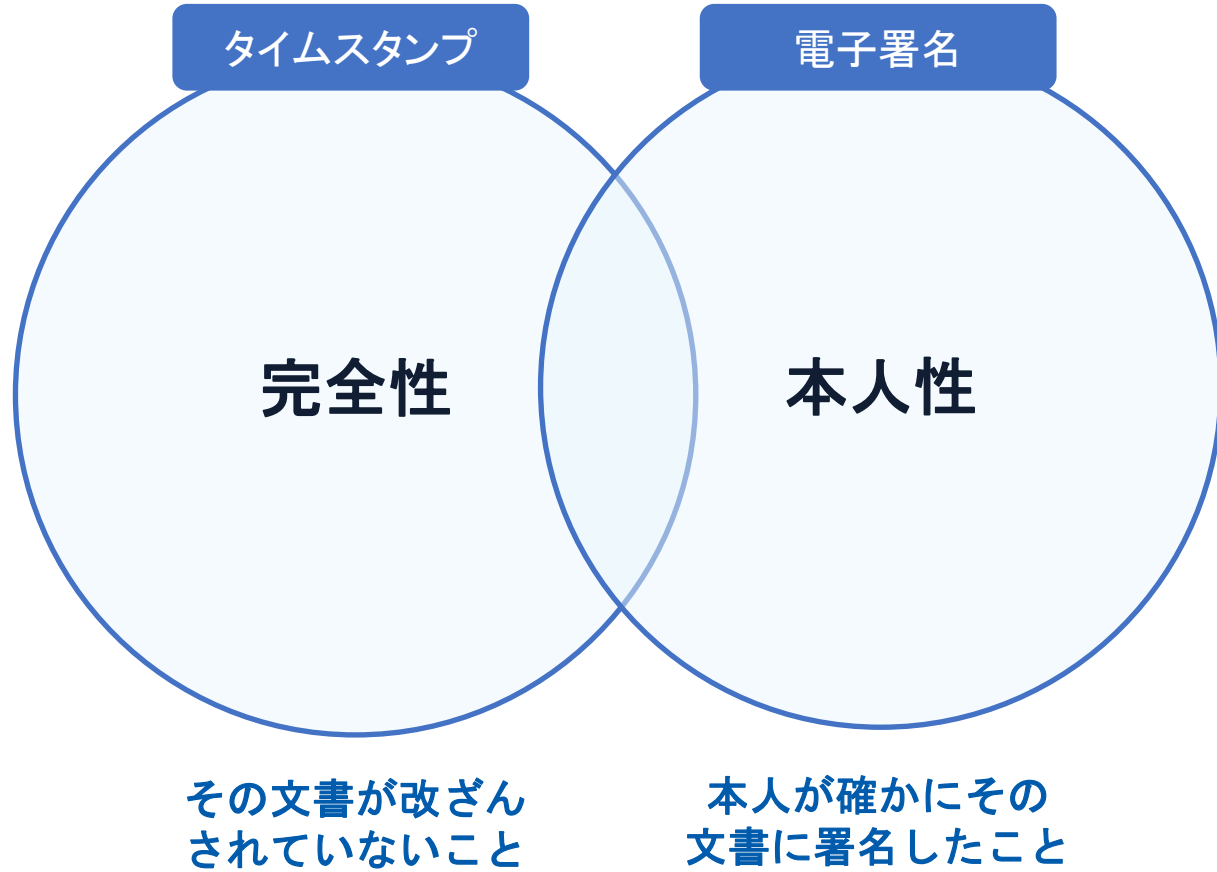 タイムスタンプ
電子署名
完全性
本人性
その文書が改ざん
されていないこと
本人が確かにその
文書に署名したこと